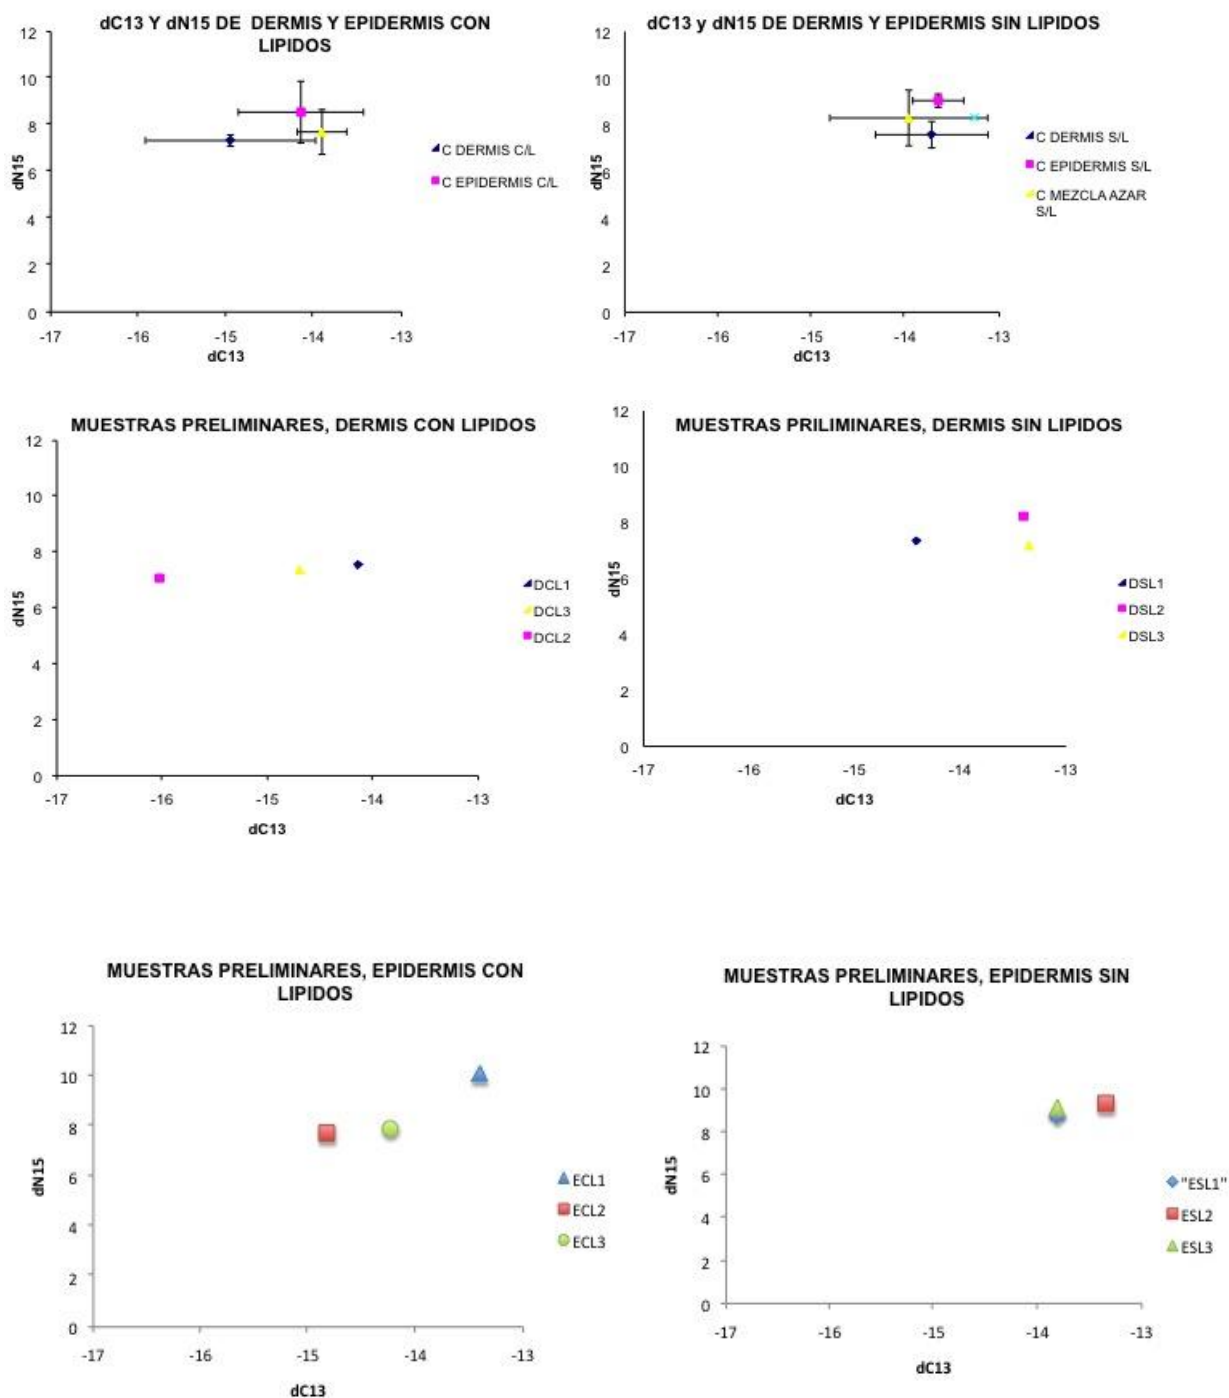 dC13 Y dN15 DE DERMIS Y EPIDERMIS CON
LIPIDOS
12
10
8
6
4
2
0
dN15
-17
-16
-15
-14
-13
dC13
C DERMIS C/L
C EPIDERMIS C/L
dC13 y dN15 DE DERMIS Y EPIDERMIS SIN LIPIDOS
12
10
8
6
4
2
0
dN15
-17
-16
-15
-14
-13
dC13
C DERMIS S/L
C EPIDERMIS S/L
C MEZCLA AZAR
S/L
MUESTRAS PRELIMINARES, DERMIS CON LIPIDOS
12
10
8
6
4
2
0
dN15
-17
-16
-15
-14
-13
dC13
DCL1
DCL3
DCL2
MUESTRAS PRILIMINARES, DERMIS SIN LIPIDOS
12
10
8
6
4
2
0
dN15
-17
-16
-15
-14
-13
dC13
DSL1
DSL2
DSL3
MUESTRAS PRELIMINARES, EPIDERMIS CON
LIPIDOS
12
10
8
6
4
2
0
dN15
-17
-16
-15
-14
-13
dC13
ECL1
ECL2
ECL3
MUESTRAS PRELIMINARES, EPIDERMIS SIN
LIPIDOS
12
10
8
6
4
2
0
dN15
-17
-16
-15
-14
-13
dC13
"ESL1"
ESL2
ESL3